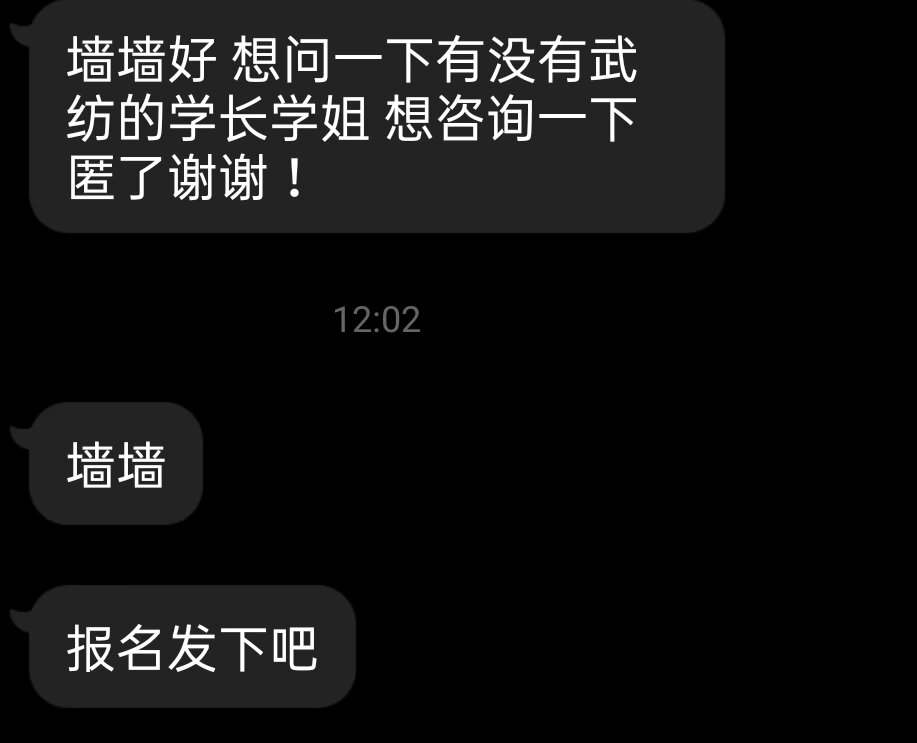 墙墙好 想问一下有没有武
纺的学长学姐 想咨询一下
匿了谢谢！
12:02
墙墙
报名发下吧